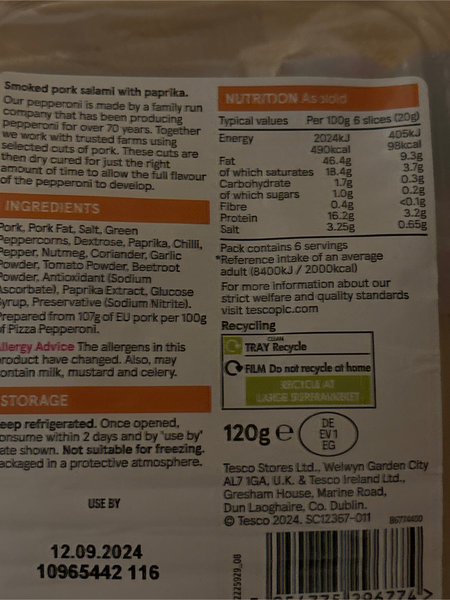 Smoked pork salami with paprika.
Our pepperoni is made by a family run
company that has been producing
pepperoni for over 70 years. Together
we work with trusted farms using
selected cuts of pork. These cuts are
then dry cured for just the right
amount of time to allow the full flavour
of the pepperoni to develop.
INGREDIENTS
Pork, Pork Fat, Salt, Green
Peppercorns, Dextrose, Paprika, Chilli,
Pepper, Nutmeg, Coriander, Garlic
Powder, Tomato Powder, Beetroot
Powder, Antioxidant (Sodium
Ascorbate), Paprika Extract, Glucose
Syrup, Preservative (Sodium Nitrite).
Prepared from 107g of EU pork per 100g
of Pizza Pepperoni.
Allergy Advice The allergens in this
product have changed. Also, may
contain milk, mustard and celery.
STORAGE
Keep refrigerated. Once opened,
consume within 2 days and by 'use by'
date shown. Not suitable for freezing.
Packaged in a protective atmosphere.
USE BY
12.09.2024
10965442 116
NUTRITION As sold
Typical values Per 100g 6 slices (20g)
Energy 2024kJ 405kJ
490kcal 98kcal
Fat 46.4g 9.3g
of which saturates 18.4g 3.7g
Carbohydrate 1.7g 0.3g
of which sugars 1.0g 0.2g
Fibre 0.4g <0.1g
Protein 16.2g 3.2g
Salt 3.25g 0.65g
Pack contains 6 servings
*Reference intake of an average
adult (8400kJ / 2000kcal)
For more information about our
strict welfare and quality standards
visit tescopic.com
Recycling
CLEAN
TRAY Recycle
FILM Do not recycle at home
RECYCLE AT
LARGE SUPERMARKET
120g e
DE
EV1
EG
Tesco Stores Ltd., Welwyn Garden City
AL7 1GA, U.K. & Tesco Ireland Ltd.,
Gresham House, Marine Road,
Dun Laoghaire, Co. Dublin.
© Tesco 2024. SC12367-011